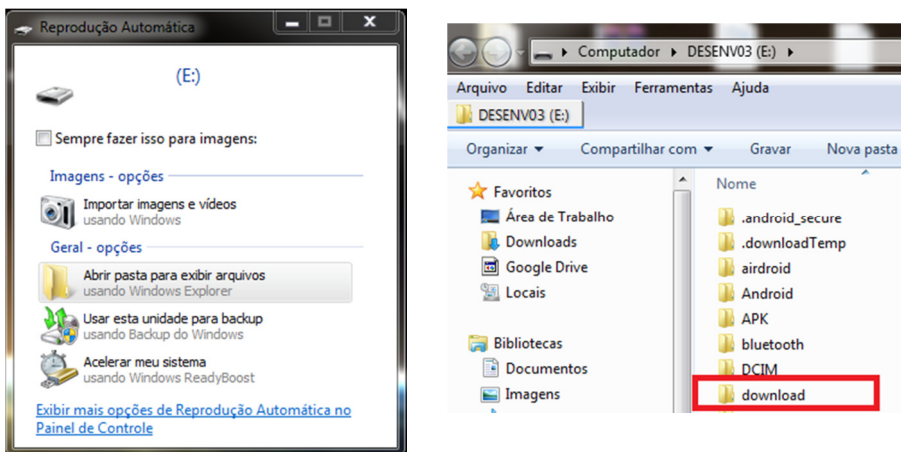 Reprodução Automática
(E:)
Sempre fazer isso para imagens:
Imagens - opções
Importar imagens e vídeos
usando Windows
Geral - opções
Abrir pasta para exibir arquivos
usando Windows Explorer
Usar esta unidade para backup
usando Backup do Windows
Acelerar meu sistema
usando Windows ReadyBoost
Exibir mais opções de Reprodução Automática no
Painel de Controle
Computador DESENV03 (E:)
Arquivo Editar Exibir Ferramentas Ajuda
DESENV03 (E:)
Organizar Compartilhar com Gravar Nova pasta
Favoritos
Área de Trabalho
Downloads
Google Drive
Locais
Bibliotecas
Documentos
Imagens
Nome
.android_secure
.downloadTemp
airdroid
Android
APK
bluetooth
DCIM
download